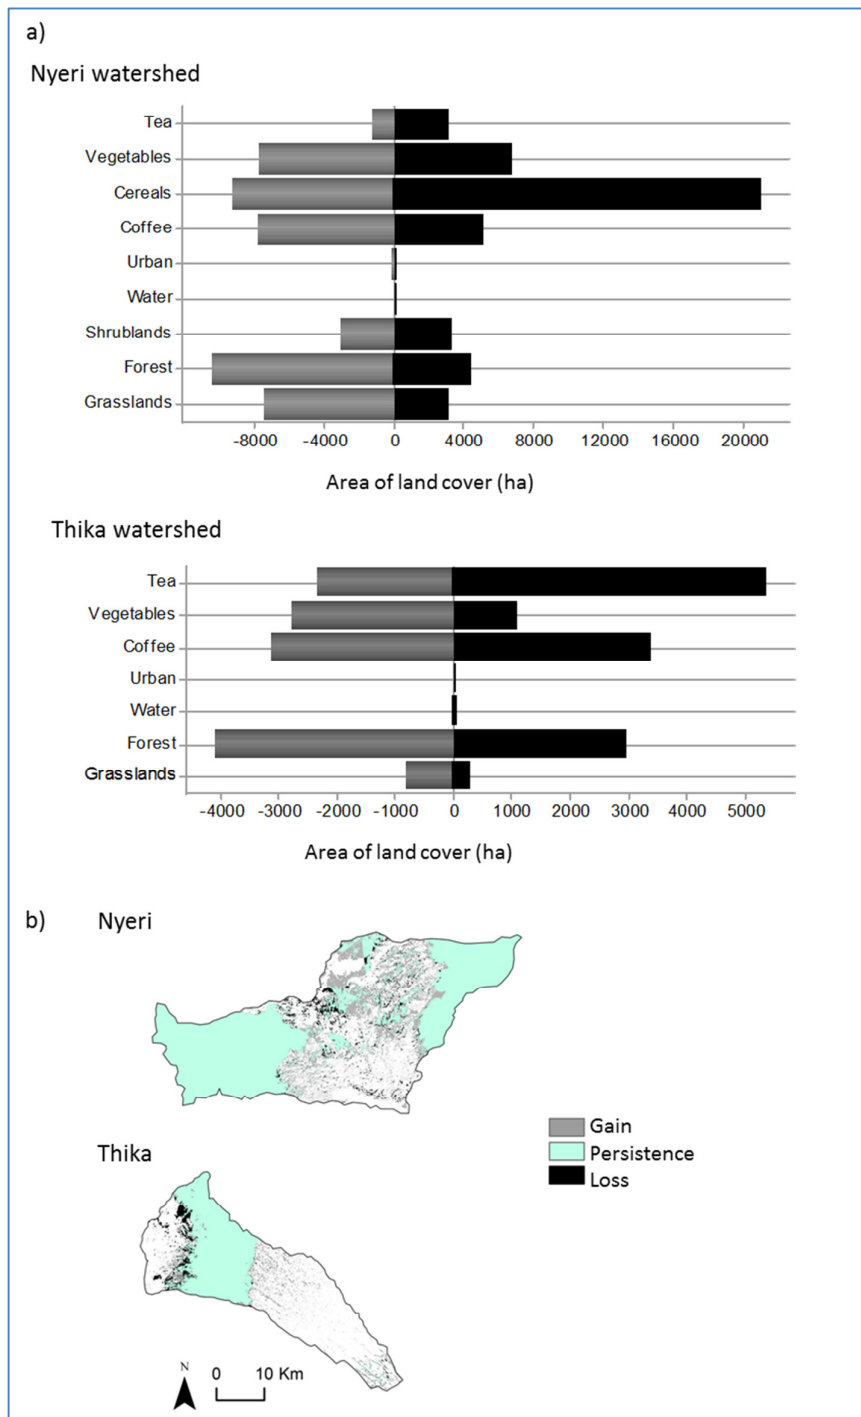 a)
Nyeri watershed
Tea
Vegetables
Cereals
Coffee
Urban
Water
Shrublands
Forest
Grasslands
-8000 -4000 0 4000 8000 12000 16000 20000
Area of land cover (ha)
Thika watershed
Tea
Vegetables
Coffee
Urban
Water
Forest
Grasslands
-4000 -3000 -2000 -1000 0 1000 2000 3000 4000 5000
Area of land cover (ha)
b)
Nyeri
Gain
Persistence
Loss
Thika
N
0 10 Km